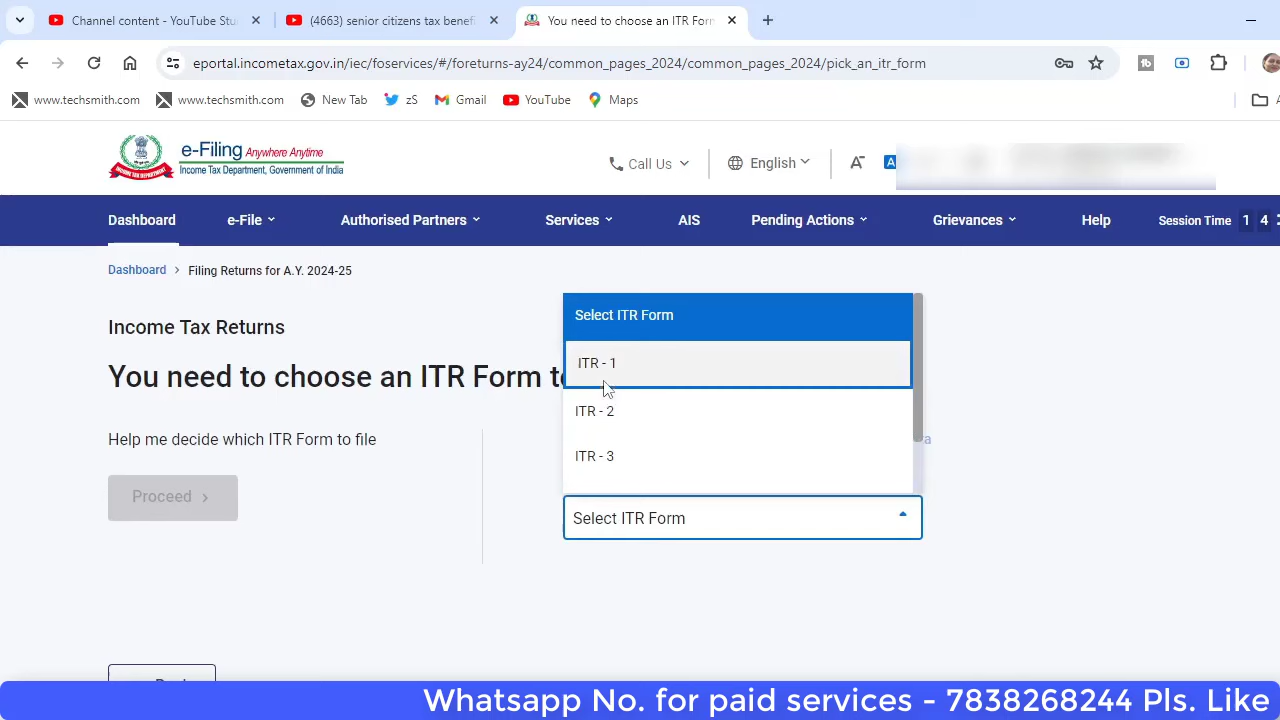 Channel content - YouTube Stu
(4663) senior citizens tax benef
You need to choose an ITR Form
eportal.incometax.gov.in/iec/foservices/#/foreturns-ay24/common_pages_2024/common_pages_2024/pick_an_itr_form
www.techsmith.com
www.techsmith.com
New Tab
zS
Gmail
YouTube
Maps
e-Filing Anywhere Anytime
Income Tax Department, Government of India
Call Us
English
A
A
Dashboard
e-File
Authorised Partners
Services
AIS
Pending Actions
Grievances
Help
Session Time 1 4
Dashboard > Filing Returns for A.Y. 2024-25
Income Tax Returns
Select ITR Form
ITR - 1
ITR - 2
ITR - 3
You need to choose an ITR Form
Help me decide which ITR Form to file
Proceed >
Select ITR Form
Whatsapp No. for paid services - 7838268244 Pls. Like